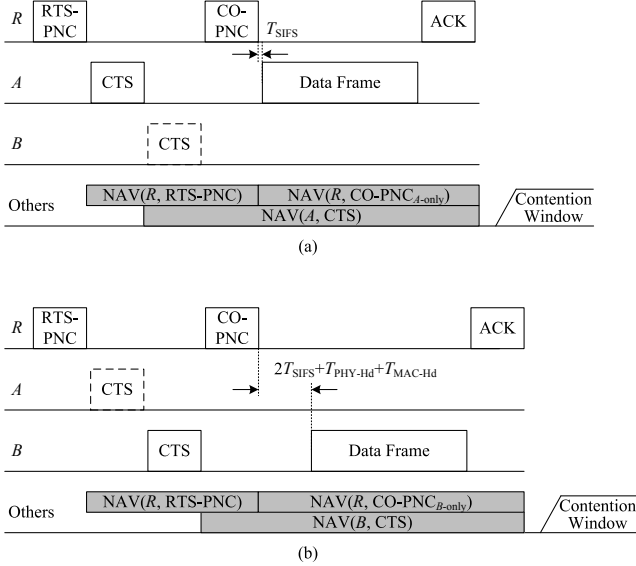 R
RTS-
PNC
CO-
PNC
T_SIFS
ACK
A
CTS
Data Frame
B
CTS
Others
NAV(R, RTS-PNC)
NAV(R, CO-PNC_A-only)
NAV(A, CTS)
Contention
Window
(a)
R
RTS-
PNC
CO-
PNC
ACK
2T_SIFS+T_PHY-Hd+T_MAC-Hd
A
CTS
B
CTS
Data Frame
Others
NAV(R, RTS-PNC)
NAV(R, CO-PNC_B-only)
NAV(B, CTS)
Contention
Window
(b)